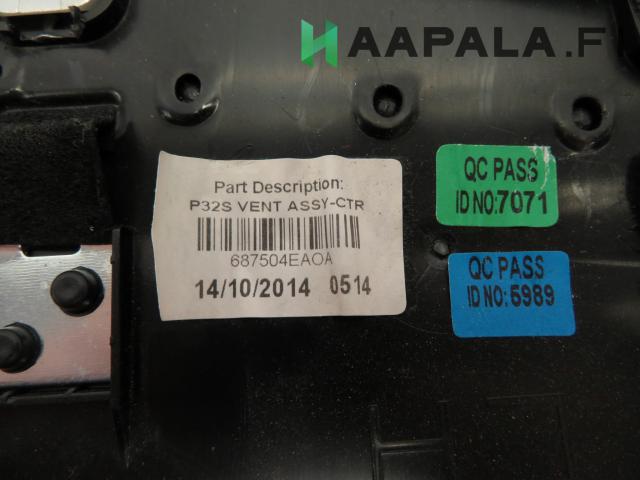 HAAPALA.F
Part Description:
P32S VENT ASSY-CTR
687504EA0A
14/10/2014 0514
QC PASS
ID NO:7071
QC PASS
ID NO:5989